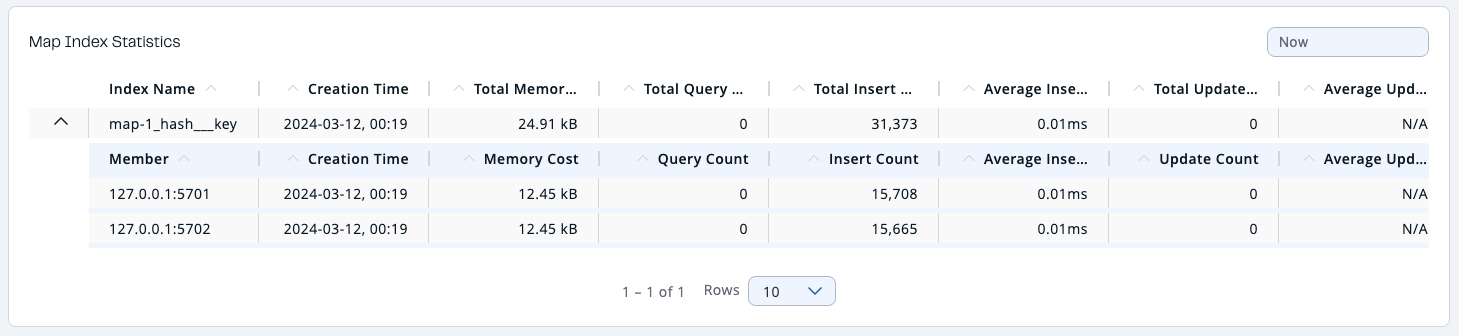 Map Index Statistics
Now
Index Name Creation Time Total Memor... Total Query ... Total Insert ... Average Inse... Total Update... Average Upd...
map-1_hash___key 2024-03-12, 00:19 24.91 kB 0 31,373 0.01ms 0 N/A
Member Creation Time Memory Cost Query Count Insert Count Average Inse... Update Count Average Upd...
127.0.0.1:5701 2024-03-12, 00:19 12.45 kB 0 15,708 0.01ms 0 N/A
127.0.0.1:5702 2024-03-12, 00:19 12.45 kB 0 15,665 0.01ms 0 N/A
1 – 1 of 1 Rows 10